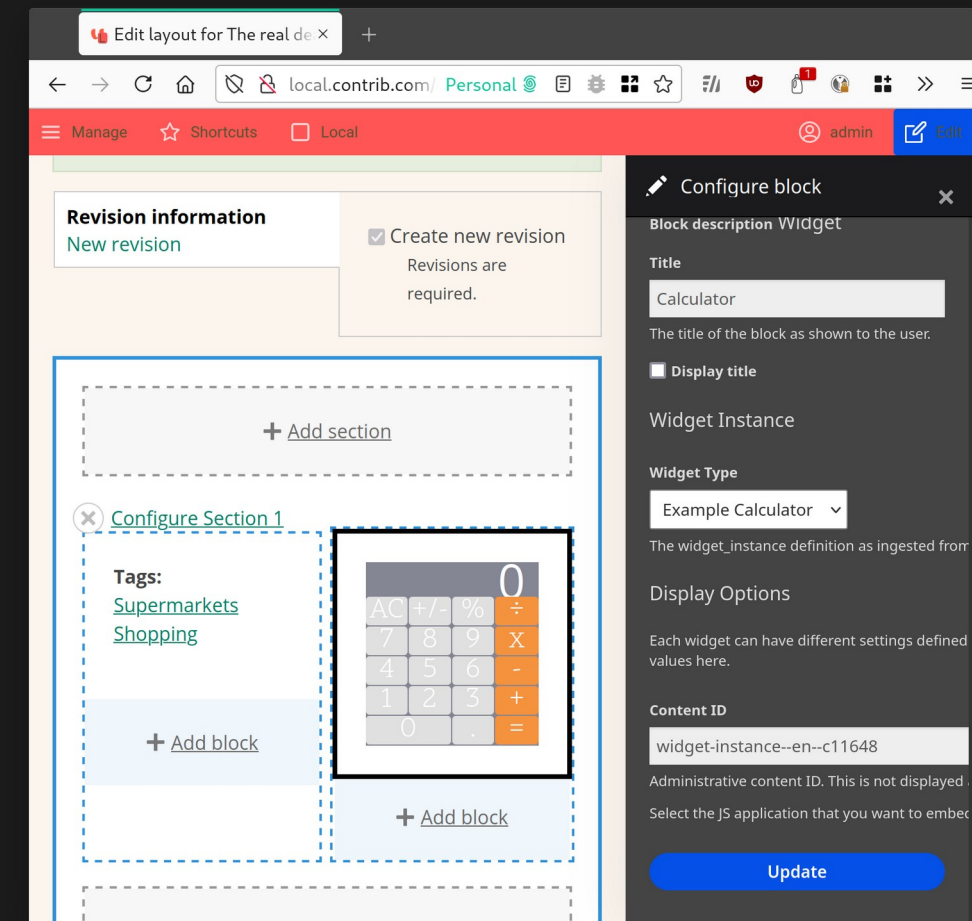 Edit layout for The real de
local.contrib.com/ Personal
1
Manage Shortcuts Local admin Edit
Revision information
New revision
Create new revision
Revisions are
required.
Add section
Configure Section 1
Tags:
Supermarkets
Shopping
Add block
0
AC +/- % ÷
7 8 9 X
4 5 6 -
1 2 3 +
0 . =
Add block
Configure block
Block description Widget
Title
Calculator
The title of the block as shown to the user.
Display title
Widget Instance
Widget Type
Example Calculator
The widget_instance definition as ingested from
Display Options
Each widget can have different settings defined
values here.
Content ID
widget-instance--en--c11648
Administrative content ID. This is not displayed
Select the JS application that you want to embed
Update